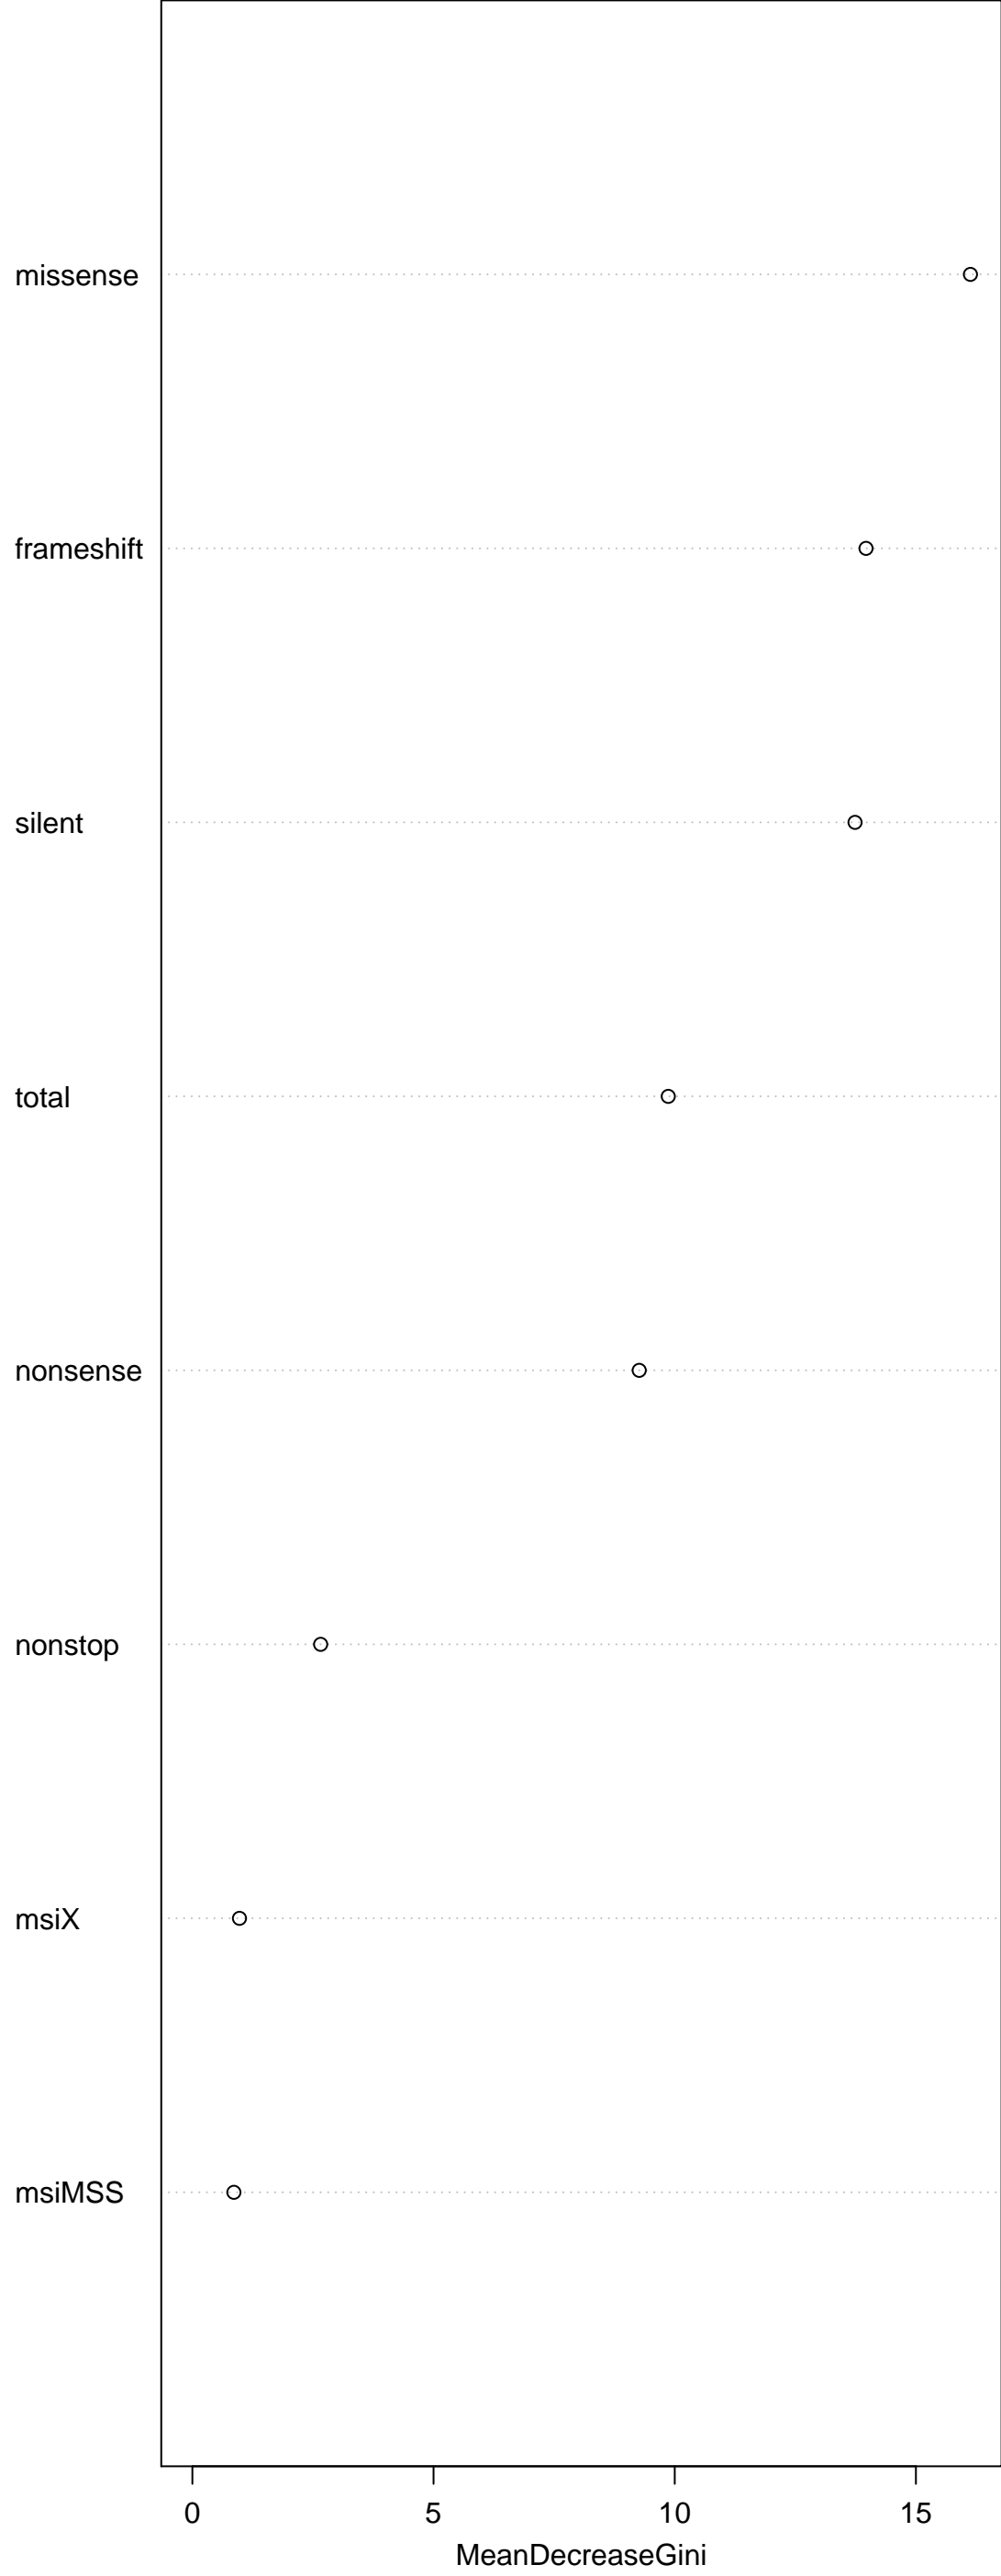 missense
frameshift
silent
total
nonsense
nonstop
msiX
msiMSS
0 5 10 15
MeanDecreaseGini